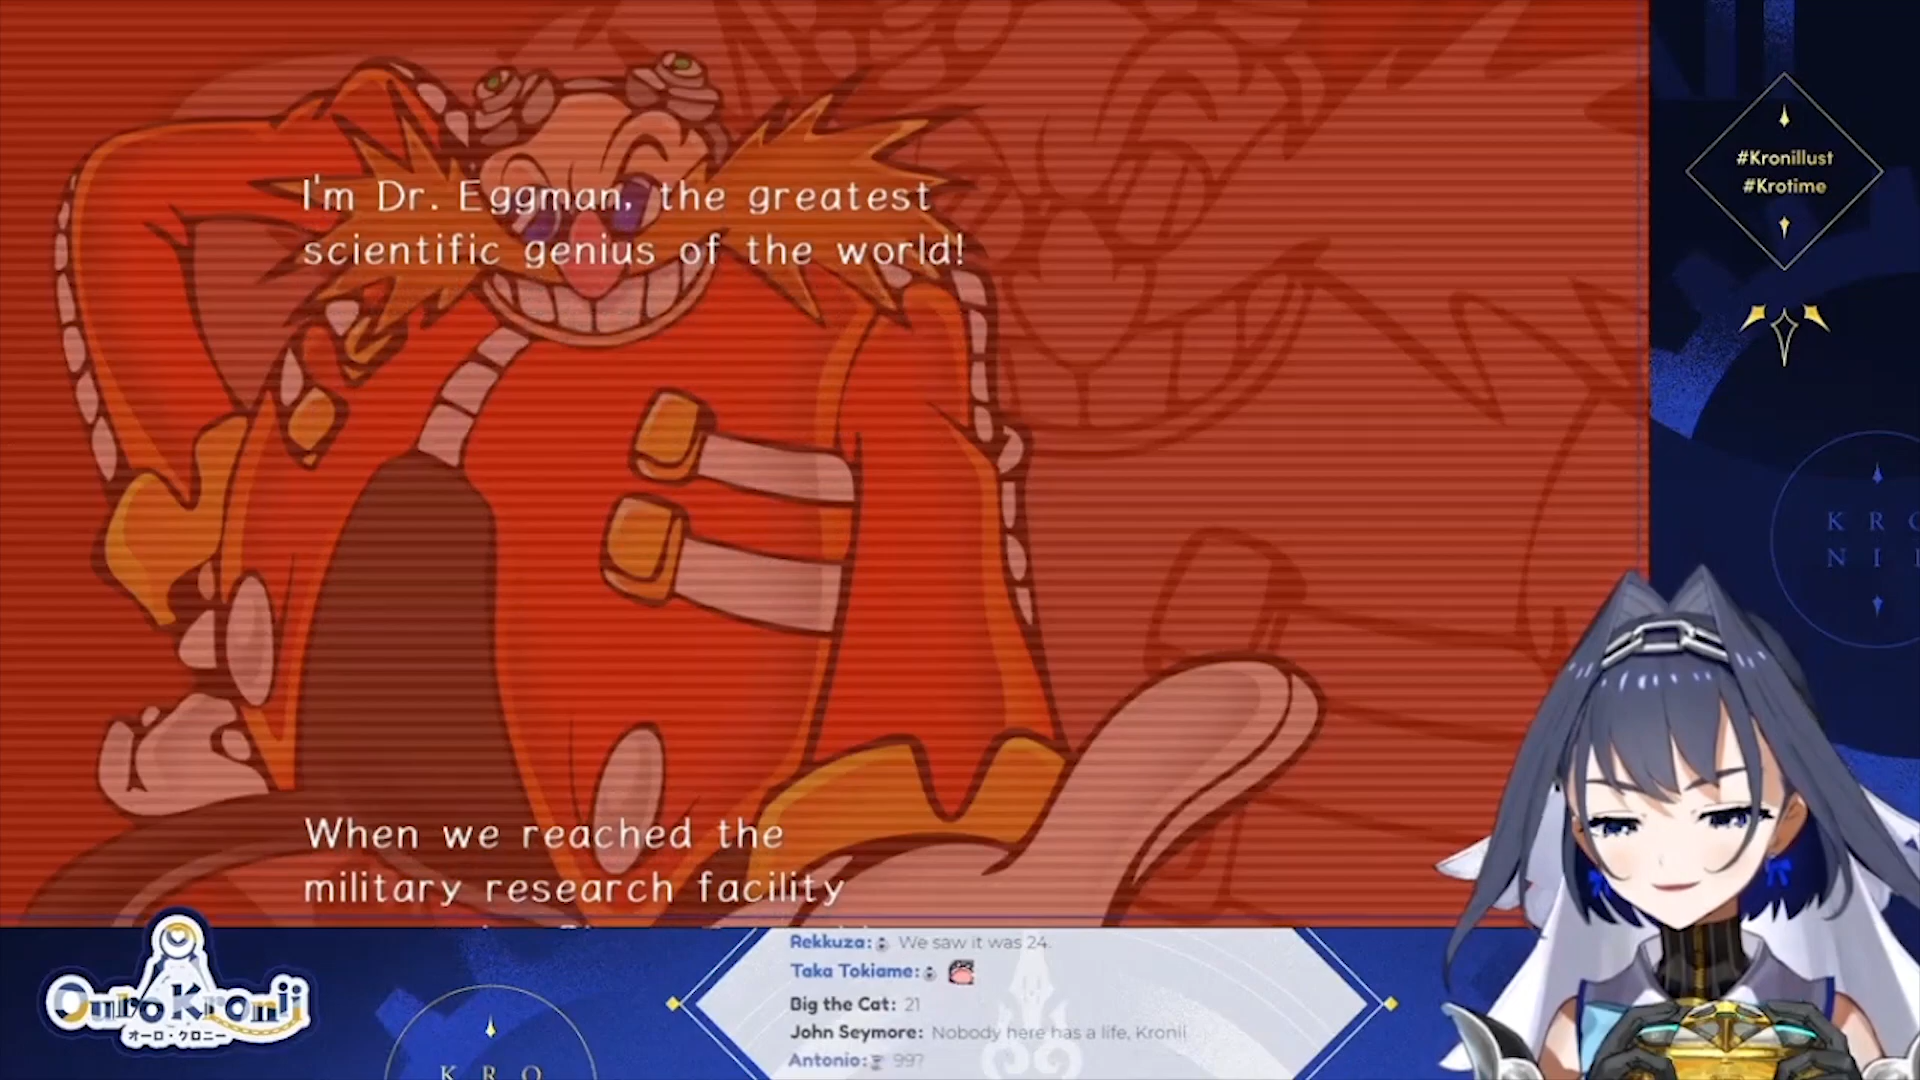 I'm Dr. Eggman, the greatest
scientific genius of the world!
When we reached the
military research facility
#Kronillust
#Krotime
K R O
N I I
Ouro Kronii
オーロ・クロニー
K R O
Rekkuza: We saw it was 24.
Taka Tokiame:
Big the Cat: 21
John Seymore: Nobody here has a life, Kronii
Antonio: 99?